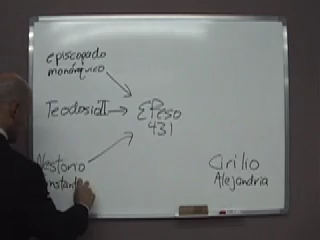 episcopado
monárquico
Teodosio II
Efeso
431
Nestorio
Cirilo
Alejandria